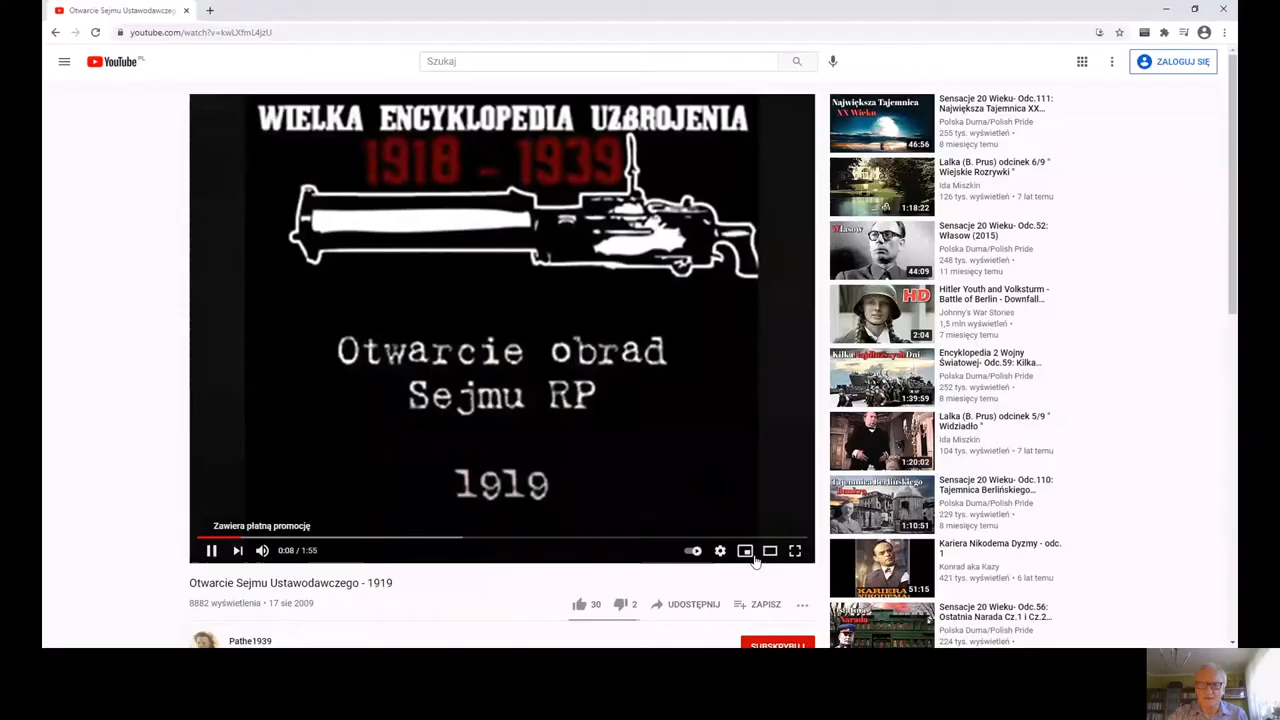 Otwarcie Sejmu Ustawodawczego
youtube.com/watch?v=kwLXfmL4jzU
YouTube PL
Szukaj
ZALOGUJ SIĘ
WIELKA ENCYKLOPEDIA UZBROJENIA
Otwarcie obrad
Sejmu RP
1919
Zawiera płatną promocję
0:08 / 1:55
Otwarcie Sejmu Ustawodawczego - 1919
8882 wyświetlenia • 17 sie 2009
30
2
UDOSTĘPNIJ
ZAPISZ
Pathe1939
SUBSKRYBUJ
Największa Tajemnica
XX Wieku
46:56
Sensacje 20 Wieku- Odc.111:
Największa Tajemnica XX...
Polska Duma/Polish Pride
255 tys. wyświetleń •
8 miesięcy temu
1:18:22
Lalka (B. Prus) odcinek 6/9 "
Wiejskie Rozrywki "
Ida Miszkin
126 tys. wyświetleń • 7 lat temu
Własow
44:09
Sensacje 20 Wieku- Odc.52:
Własow (2015)
Polska Duma/Polish Pride
248 tys. wyświetleń •
11 miesięcy temu
HD
2:04
Hitler Youth and Volksturm -
Battle of Berlin - Downfall...
Johnny's War Stories
1,5 mln wyświetleń •
7 miesięcy temu
Kilka Najdłuższych Dni
1:39:59
Encyklopedia 2 Wojny
Światowej- Odc.59: Kilka...
Polska Duma/Polish Pride
252 tys. wyświetleń •
8 miesięcy temu
1:20:02
Lalka (B. Prus) odcinek 5/9 "
Widziadło "
Ida Miszkin
104 tys. wyświetleń • 7 lat temu
Tajemnica Berlińskiego
Bunkra
1:10:51
Sensacje 20 Wieku- Odc.110:
Tajemnica Berlińskiego...
Polska Duma/Polish Pride
229 tys. wyświetleń •
8 miesięcy temu
KARIERA
51:15
Kariera Nikodema Dyzmy - odc.
1
Konrad aka Kazy
421 tys. wyświetleń • 6 lat temu
Ostatnia
Narada
Sensacje 20 Wieku- Odc.56:
Ostatnia Narada Cz.1 i Cz.2...
Polska Duma/Polish Pride
224 tys. wyświetleń •